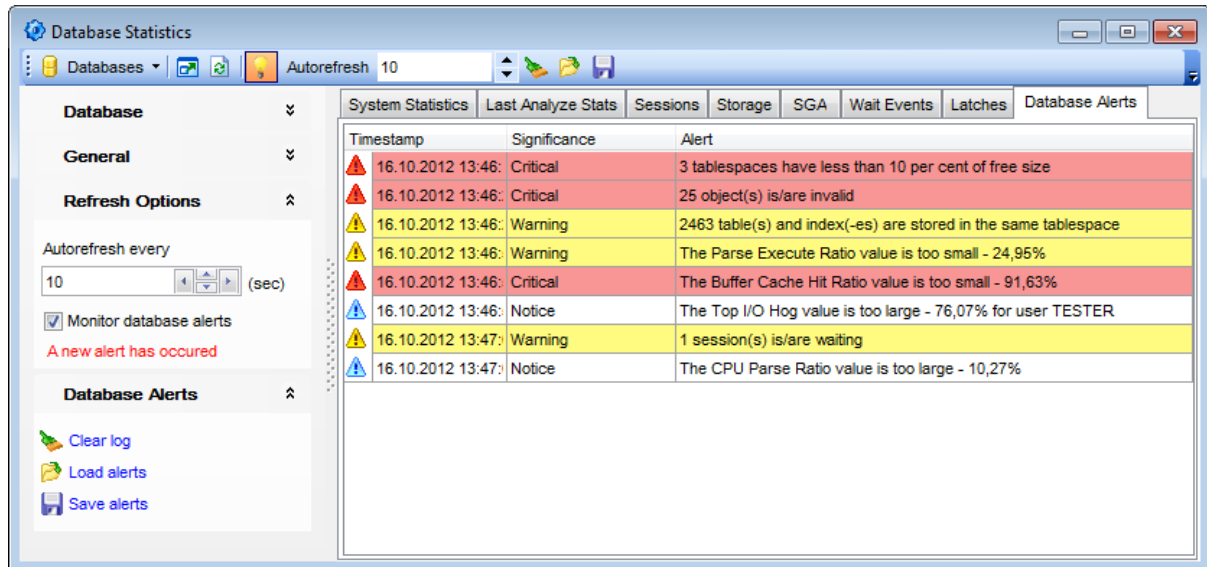 Database Statistics
Databases Autorefresh 10
Database
General
Refresh Options
Autorefresh every
10 (sec)
Monitor database alerts
A new alert has occured
Database Alerts
Clear log
Load alerts
Save alerts
System Statistics Last Analyze Stats Sessions Storage SGA Wait Events Latches Database Alerts
Timestamp Significance Alert
16.10.2012 13:46: Critical 3 tablespaces have less than 10 per cent of free size
16.10.2012 13:46: Critical 25 object(s) is/are invalid
16.10.2012 13:46: Warning 2463 table(s) and index(-es) are stored in the same tablespace
16.10.2012 13:46: Warning The Parse Execute Ratio value is too small - 24,95%
16.10.2012 13:46: Critical The Buffer Cache Hit Ratio value is too small - 91,63%
16.10.2012 13:46: Notice The Top I/O Hog value is too large - 76,07% for user TESTER
16.10.2012 13:47: Warning 1 session(s) is/are waiting
16.10.2012 13:47: Notice The CPU Parse Ratio value is too large - 10,27%